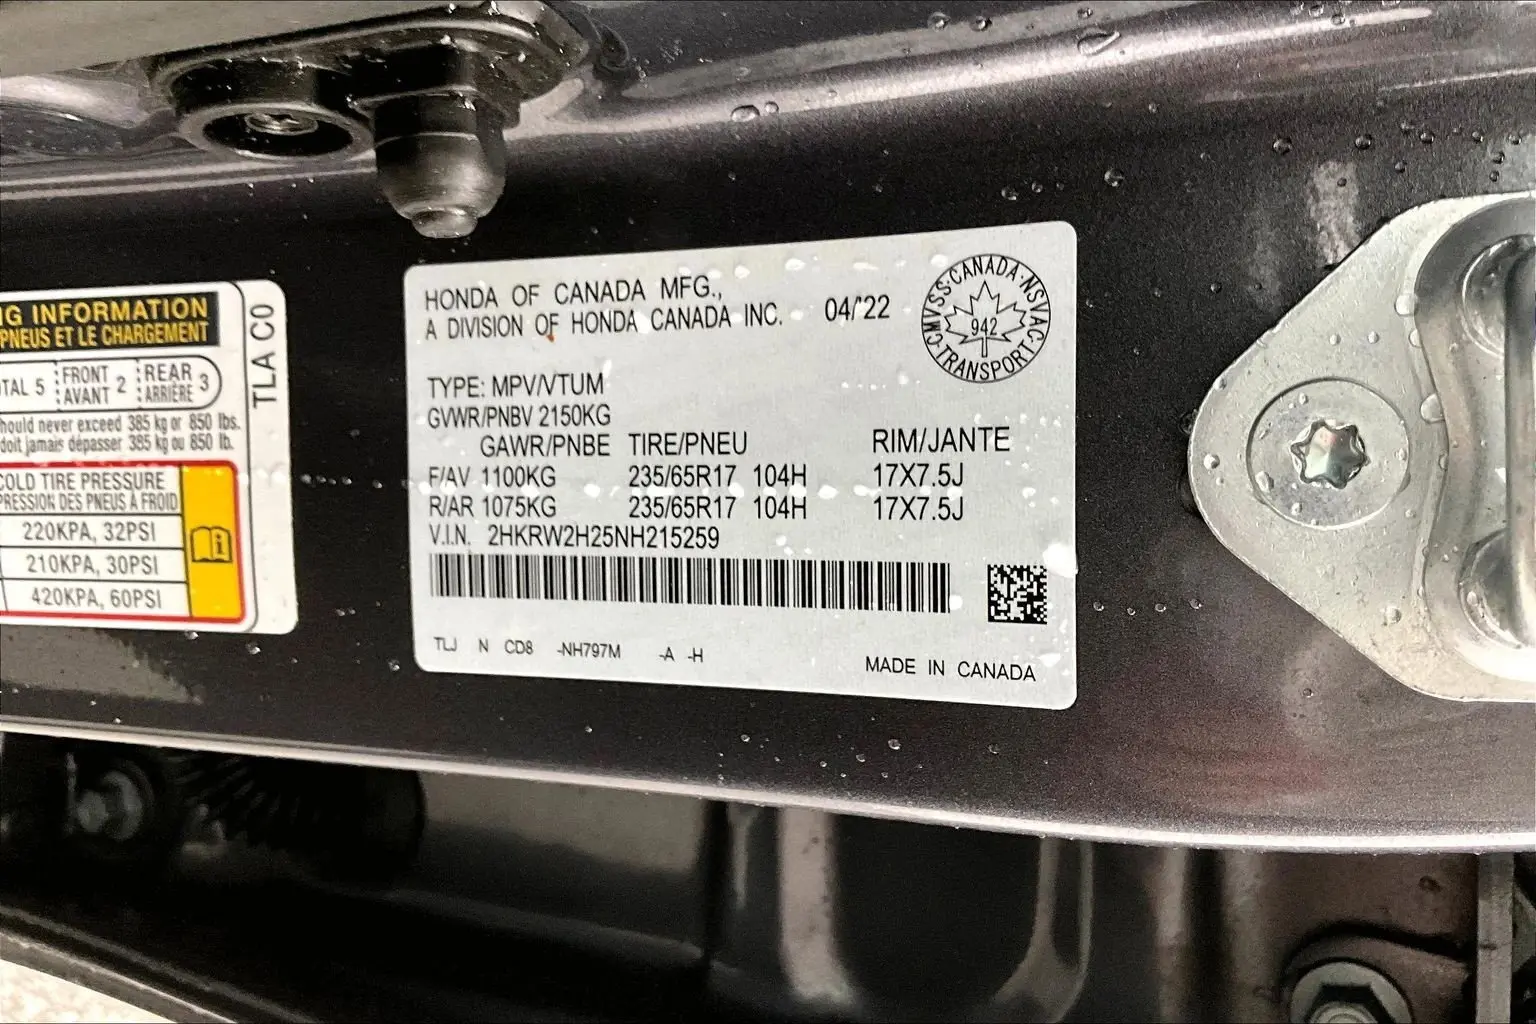 G INFORMATION
PNEUS ET LE CHARGEMENT
TAL 5 FRONT AVANT 2 REAR ARRIÈRE 3
hould never exceed 385 kg or 850 lbs.
doit jamais dépasser 385 kg ou 850 lb.
COLD TIRE PRESSURE
PRESSION DES PNEUS À FROID
220KPA, 32PSI
210KPA, 30PSI
420KPA, 60PSI
TLA C0
HONDA OF CANADA MFG.,
A DIVISION OF HONDA CANADA INC. 04/'22
CANADA · NSVAC · TRANSPORT · CMVSS ·
942
TYPE: MPV/VTUM
GVWR/PNBV 2150KG
GAWR/PNBE TIRE/PNEU RIM/JANTE
F/AV 1100KG 235/65R17 104H 17X7.5J
R/AR 1075KG 235/65R17 104H 17X7.5J
V.I.N. 2HKRW2H25NH215259
TLJ N CD8 -NH797M -A -H
MADE IN CANADA